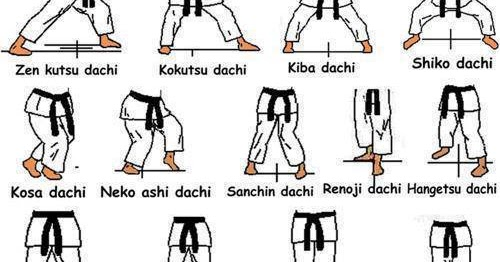 Zen kutsu dachi
Kokutsu dachi
Kiba dachi
Shiko dachi
Kosa dachi
Neko ashi dachi
Sanchin dachi
Renoji dachi
Hangetsu dachi